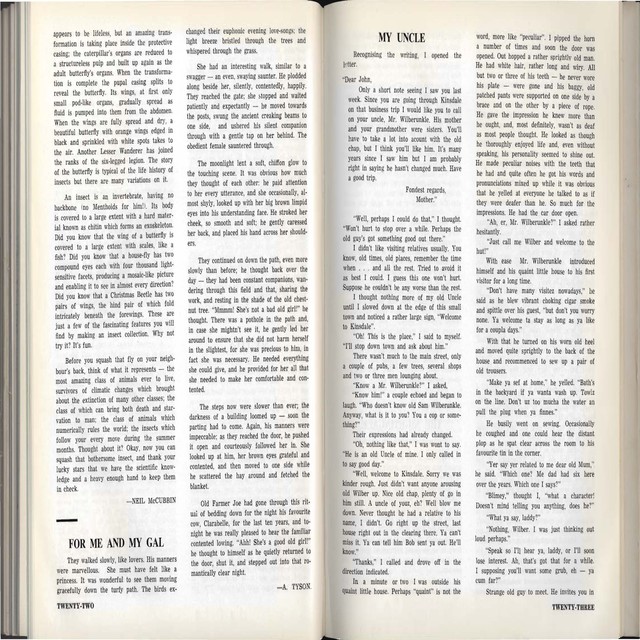 appears to be lifeless, but an amazing trans-
formation is taking place inside the protective
casing; the caterpillar's organs are reduced to
a structureless pulp and built up again as the
adult butterfly's organs. When the transforma-
tion is complete the pupal casing splits to
reveal the butterfly. Its wings, at first only
small pod-like organs, gradually spread as
fluid is pumped into them from the abdomen.
When the wings are fully spread and dry, a
beautiful butterfly with orange wings edged in
black and sprinkled with white spots takes to
the air. Another Lesser Wanderer has joined
the ranks of the six-legged legion. The story
of the butterfly is typical of the life history of
insects but there are many variations on it.
An insect is an invertebrate, having no
backbone (no Mentholds for him!). Its body
is covered to a large extent with a hard mater-
ial known as chitin which forms an exoskeleton.
Did you know that the wing of a butterfly is
covered to a large extent with scales, like a
fish? Did you know that a house-fly has two
compound eyes each with four thousand light-
sensitive facets, producing a mosaic-like picture
and enabling it to see in almost every direction?
Did you know that a Christmas Beetle has two
pairs of wings, the hind pair of which fold
intricately beneath the forewings. These are
just a few of the fascinating features you will
find by making an insect collection. Why not
try it? It's fun.
Before you squash that fly on your neigh-
bour's back, think of what it represents — the
most amazing class of animals ever to live,
survivors of climatic changes which brought
about the extinction of many other classes; the
class of which can bring both death and star-
vation to man; the class of animals which
numerically rules the world; the insects which
follow your every move during the summer
months. Thought about it? Okay, now you can
squash that bothersome insect, and thank your
lucky stars that we have the scientific know-
ledge and a heavy enough hand to keep them
in check.
—NEIL McCUBBIN
FOR ME AND MY GAL
They walked slowly, like lovers. His manners
were marvellous. She must have felt like a
princess. It was wonderful to see them moving
gracefully down the turfy path. The birds ex-
TWENTY-TWO
changed their euphonic evening love-songs; the
light breeze bristled through the trees and
whispered through the grass.
She had an interesting walk, similar to a
swagger — an even, swaying saunter. He plodded
along beside her, silently, contentedly, happily.
They reached the gate; she stopped and waited
patiently and expectantly — he moved towards
the posts, swung the ancient creaking beams to
one side, and ushered his silent companion
through with a gentle tap on her behind. The
obedient female sauntered through.
The moonlight lent a soft, chiffon glow to
the touching scene. It was obvious how much
they thought of each other: he paid attention
to her every utterance, and she occasionally, al-
most shyly, looked up with her big brown limpid
eyes into his understanding face. He stroked her
cheek, so smooth and soft; he gently caressed
her back, and placed his hand across her should-
ers.
They continued on down the path, even more
slowly than before; he thought back over the
day — they had been constant companions, wan-
dering through this field and that, sharing the
work, and resting in the shade of the old chest-
nut tree. "Mmmm! She's not a bad old girl!" he
thought. There was a pothole in the path and,
in case she mightn't see it, he gently led her
around to ensure that she did not harm herself
in the slightest, for she was precious to him, in
fact she was necessary. He needed everything
she could give, and he provided for her all that
she needed to make her comfortable and con-
tented.
The steps now were slower than ever; the
darkness of a building loomed up — soon the
parting had to come. Again, his manners were
impeccable; as they reached the door, he pushed
it open and courteously followed her in. She
looked up at him, her brown eyes grateful and
contented, and then moved to one side while
he scattered the hay around and fetched the
blanket.
Old Farmer Joe had gone through this rit-
ual of bedding down for the night his favourite
cow, Clarabelle, for the last ten years, and to-
night he was really pleased to hear the familiar
contented lowing. "Ahh! She's a good old girl!"
he thought to himself as he quietly returned to
the door, shut it, and stepped out into that ro-
mantically clear night.
—A. TYSON.
MY UNCLE
Recognising the writing, I opened the
letter.
"Dear John,
Only a short note seeing I saw you last
week. Since you are going through Kinsdale
on that business trip I would like you to call
on your uncle, Mr. Wilberunkle. His mother
and your grandmother were sisters. You'll
have to take a lot into account with the old
chap, but I think you'll like him. It's many
years since I saw him but I am probably
right in saying he hasn't changed much. Have
a good trip.
Fondest regards,
Mother."
"Well, perhaps I could do that," I thought.
"Won't hurt to stop over a while. Perhaps the
old guy's got something good out there."
I didn't like visiting relatives usually. You
know, old times, old places, remember the time
when . . . . and all the rest. Tried to avoid it
as best I could. I guess this one won't hurt.
Suppose he couldn't be any worse than the rest.
I thought nothing more of my old Uncle
until I slowed down at the edge of this small
town and noticed a rather large sign, "Welcome
to Kinsdale".
"Oh! This is the place," I said to myself.
"I'll stop down town and ask about him."
There wasn't much to the main street, only
a couple of pubs, a few trees, several shops
and two or three men lounging about.
"Know a Mr. Wilberunkle?" I asked,
"Know him!" a couple echoed and began to
laugh. "Who doesn't know old Sam Wilberunkle.
Anyway, what is it to you? You a cop or some-
thing?"
Their expressions had already changed.
"Oh, nothing like that," I was want to say.
"He is an old Uncle of mine. I only called in
to say good day."
"Well, welcome to Kinsdale. Sorry we was
kinder rough. Just didn't want anyone arousing
old Wilber up. Nice old chap, plenty of go in
him still. A uncle of your, eh? Well blow me
down. Never thought he had a relative to his
name, I didn't. Go right up the street, last
house right out in the clearing there. Ya can't
miss it. Ya can tell him Bob sent you out. He'll
know."
"Thanks," I called and drove off in the
direction indicated.
In a minute or two I was outside his
quaint little house. Perhaps "quaint" is not the
word, more like "peculiar". I pipped the horn
a number of times and soon the door was
opened. Out hopped a rather sprightly old man.
He had white hair, rather long and wiry. All
but two or three of his teeth — he never wore
his plate — were gone and his baggy, old
patched pants were supported on one side by a
brace and on the other by a piece of rope.
He gave the impression he knew more than
he ought, and, most definitely, wasn't as deaf
as most people thought. He looked as though
he thoroughly enjoyed life and, even without
speaking, his personality seemed to shine out.
He made peculiar noises with the teeth that
he had and quite often he got his words and
pronunciations mixed up while it was obvious
that he yelled at everyone he talked to as if
they were deafer than he. So much for the
impressions. He had the car door open.
"Ah, er, Mr. Wilberunkle?" I asked rather
hesitantly.
"Just call me Wilber and welcome to the
hut!"
With ease Mr. Wilberunkle introduced
himself and his quaint little house to his first
visitor for a long time.
"Don't have many visitez nowadays," he
said as he blew vibrant choking cigar smoke
and spittle over his guest, "but don't you worry
none. Ya welcome ta stay as long as ya like
for a coupla days."
With that he turned on his worn old heel
and moved quite sprightly to the back of the
house and recommenced to sew up a pair of
old trousers.
"Make ya self at home," he yelled. "Bath's
in the backyard if ya wanta wash up. Towiz
on the line. Don't us too mucha the water an
pull the plug when ya finnes."
He busily went on sewing. Occasionally
he coughed and one could hear the distant
plop as he spat clear across the room to his
favourite tin in the corner.
"Yer say yer related to me dear old Mum,"
he said "Which one! Me dad had six here
over the years. Which one I says?"
"Blimey," thought I, "what a character!
Doesn't mind telling you anything, does he?"
"What ya say, laddy?"
"Nothing, Wilber. I was just thinking out
loud perhaps."
"Speak so I'll hear ya, laddy, or I'll soon
lose interest. Ah, that's got that for a while.
I supposing you'll want some grub, eh — ya
cum far?"
Strange old guy to meet. He invites you in
TWENTY-THREE